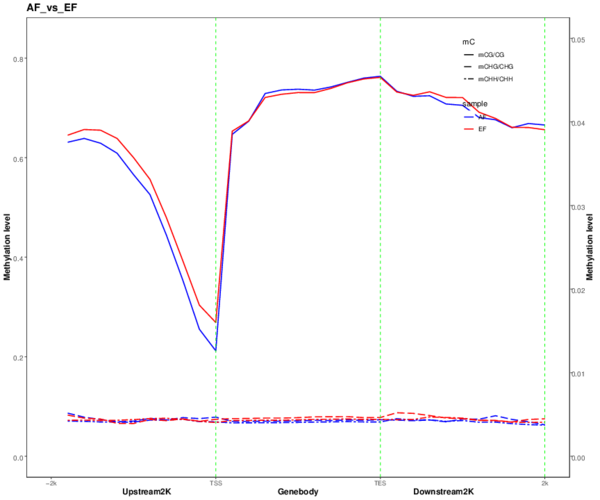 AF_vs_EF
mC
mCG/CG
mCHG/CHG
mCHH/CHH
sample
AF
EF
Methylation level
0.8
0.6
0.4
0.2
0.0
0.05
0.04
0.03
0.02
0.01
0.00
Methylation level
−2k
TSS
TES
2k
Upstream2K
Genebody
Downstream2K